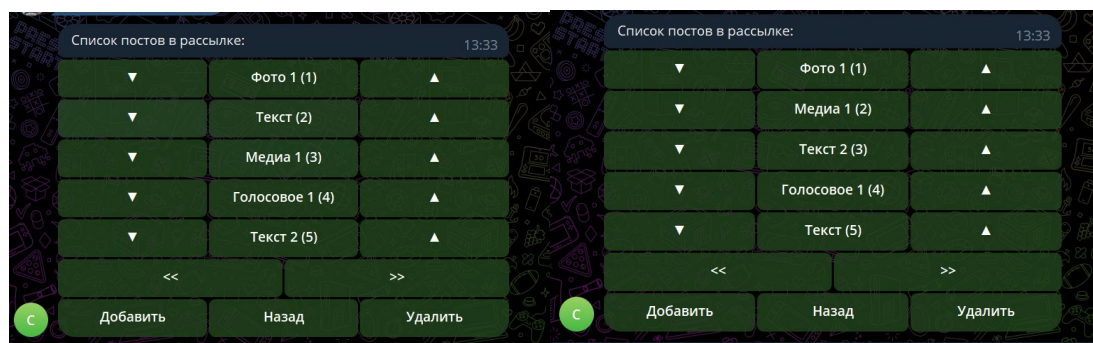 Список постов в рассылке:
13:33
▼ Фото 1 (1) ▲
▼ Текст (2) ▲
▼ Медиа 1 (3) ▲
▼ Голосовое 1 (4) ▲
▼ Текст 2 (5) ▲
<< >>
Добавить Назад Удалить
С
Список постов в рассылке:
13:33
▼ Фото 1 (1) ▲
▼ Медиа 1 (2) ▲
▼ Текст 2 (3) ▲
▼ Голосовое 1 (4) ▲
▼ Текст (5) ▲
<< >>
Добавить Назад Удалить
С